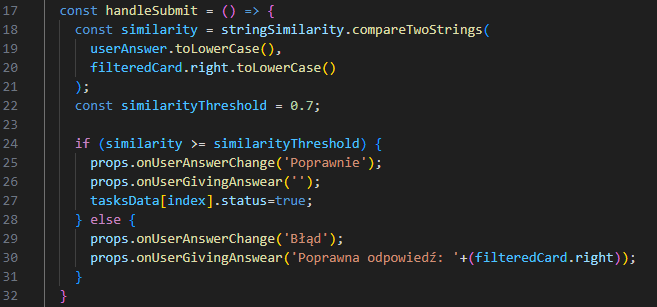 17 const handleSubmit = () => {
18 const similarity = stringSimilarity.compareTwoStrings(
19 userAnswer.toLowerCase(),
20 filteredCard.right.toLowerCase()
21 );
22 const similarityThreshold = 0.7;
23
24 if (similarity >= similarityThreshold) {
25 props.onUserAnswerChange('Poprawnie');
26 props.onUserGivingAnswear('');
27 tasksData[index].status=true;
28 } else {
29 props.onUserAnswerChange('Błąd');
30 props.onUserGivingAnswear('Poprawna odpowiedź: '+(filteredCard.right));
31 }
32 }